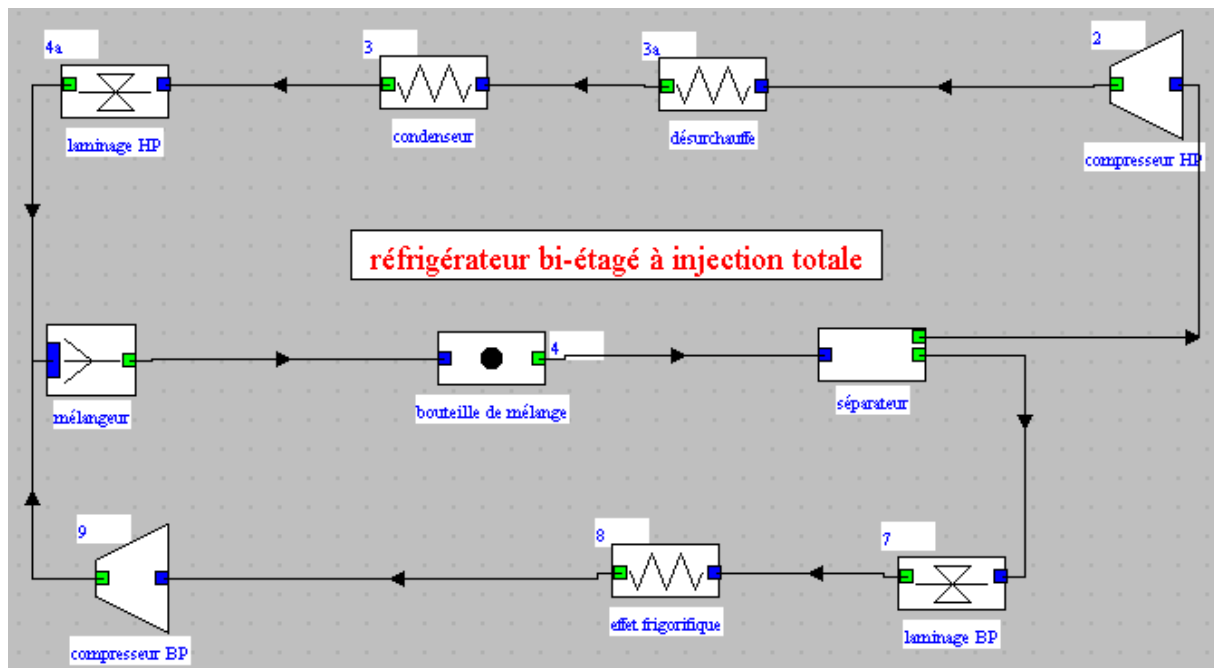 4a
3
3a
2
laminage HP
condenseur
désurchauffe
compresseur HP
réfrigérateur bi-étagé à injection totale
4
mélangeur
bouteille de mélange
séparateur
9
8
7
compresseur BP
effet frigorifique
laminage BP